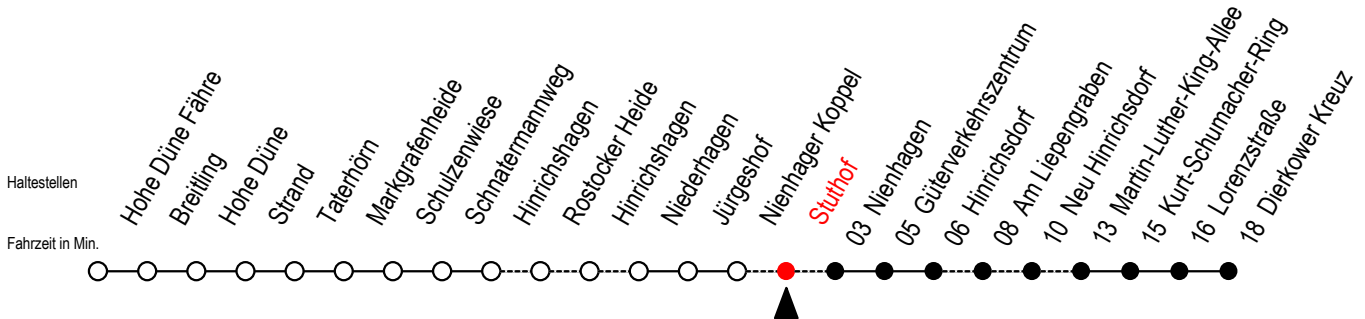 Haltestellen
Fahrzeit in Min.
Hohe Düne Fähre
Breitling
Hohe Düne
Strand
Taterhörn
Markgrafenheide
Schulzenwiese
Schnatermannweg
Hinrichshagen
Rostocker Heide
Hinrichshagen
Niederhagen
Jürgeshof
Nienhager Koppel
Stuthof
03 Nienhagen
05 Güterverkehrszentrum
06 Hinrichsdorf
08 Am Liepengraben
10 Neu Hinrichsdorf
13 Martin-Luther-King-Allee
15 Kurt-Schumacher-Ring
16 Lorenzstraße
18 Dierkower Kreuz